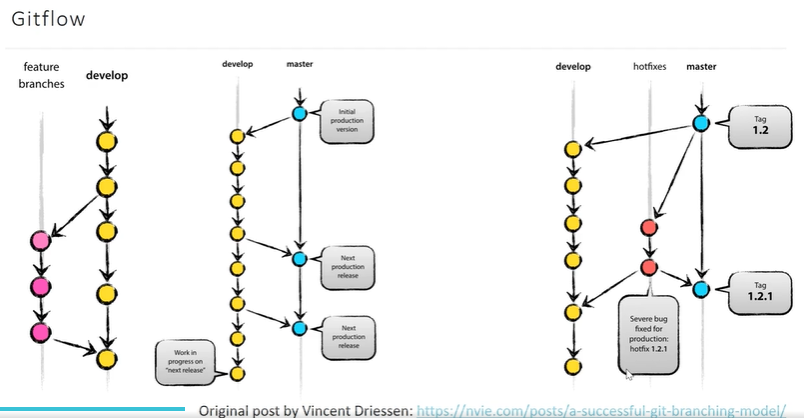 Gitflow
feature
branches
develop
develop
master
Initial
production
version
Next
production
release
Next
production
release
Work in
progress on
"next release"
develop
hotfixes
master
Tag
1.2
Tag
1.2.1
Severe bug
fixed for
production:
hotfix 1.2.1
Original post by Vincent Driessen: https://nvie.com/posts/a-successful-git-branching-model/